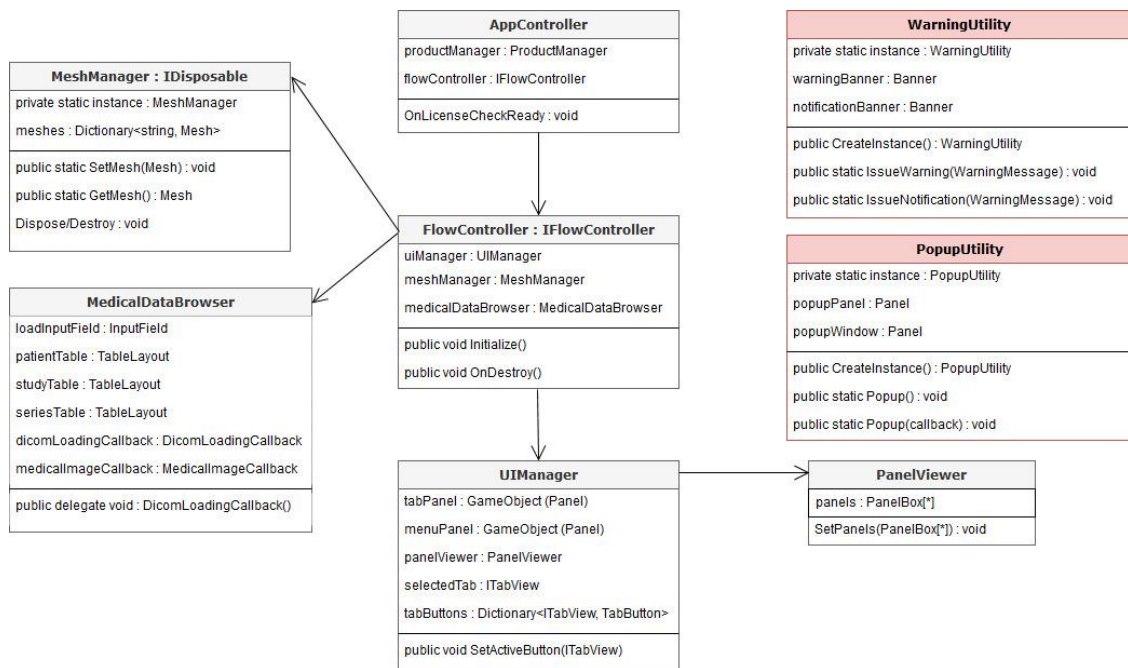 AppController
productManager : ProductManager
flowController : IFlowController
OnLicenseCheckReady : void
WarningUtility
private static instance : WarningUtility
warningBanner : Banner
notificationBanner : Banner
public CreateInstance() : WarningUtility
public static IssueWarning(WarningMessage) : void
public static IssueNotification(WarningMessage) : void
MeshManager : IDisposable
private static instance : MeshManager
meshes : Dictionary<string, Mesh>
public static SetMesh(Mesh) : void
public static GetMesh() : Mesh
Dispose/Destroy : void
FlowController : IFlowController
uiManager : UIManager
meshManager : MeshManager
medicalDataBrowser : MedicalDataBrowser
public void Initialize()
public void OnDestroy()
PopupUtility
private static instance : PopupUtility
popupPanel : Panel
popupWindow : Panel
public CreateInstance() : PopupUtility
public static Popup() : void
public static Popup(callback) : void
MedicalDataBrowser
loadInputField : InputField
patientTable : TableLayout
studyTable : TableLayout
seriesTable : TableLayout
dicomLoadingCallback : DicomLoadingCallback
medicalImageCallback : MedicalImageCallback
public delegate void : DicomLoadingCallback()
UIManager
tabPanel : GameObject (Panel)
menuPanel : GameObject (Panel)
panelViewer : PanelViewer
selectedTab : ITabView
tabButtons : Dictionary<ITabView, TabButton>
public void SetActiveButton(ITabView)
PanelViewer
panels : PanelBox[*]
SetPanels(PanelBox[*]) : void